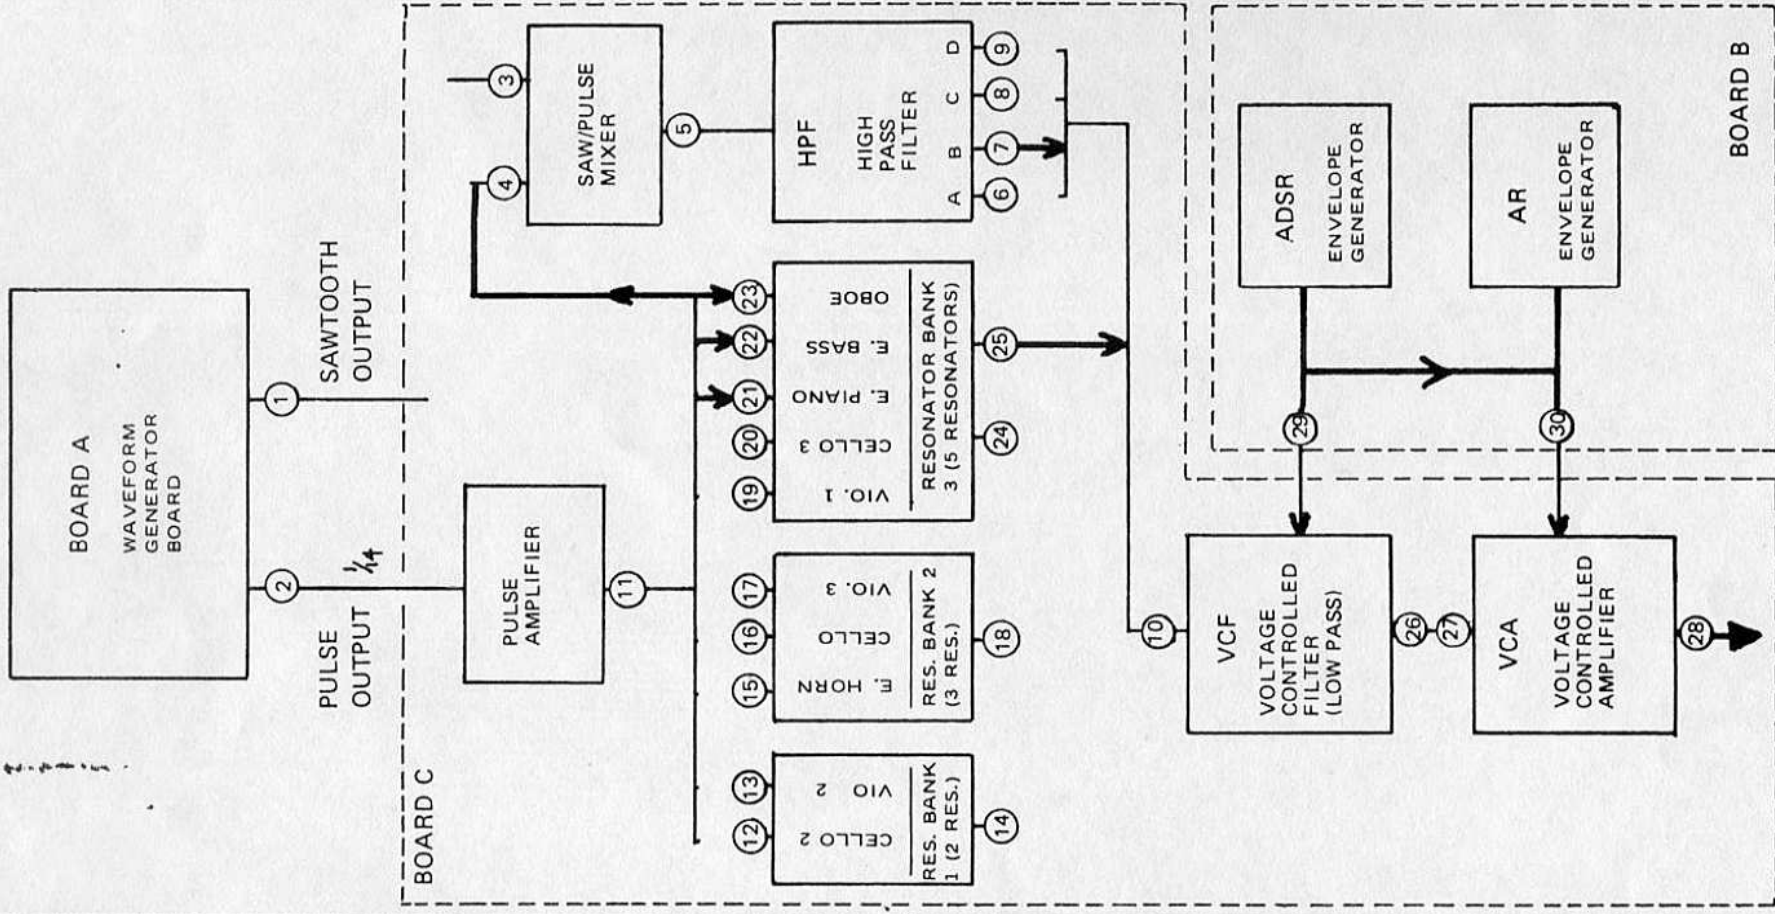 BOARD A
WAVEFORM
GENERATOR
BOARD
2
1
PULSE
OUTPUT
1/4
SAWTOOTH
OUTPUT
BOARD C
PULSE
AMPLIFIER
11
3
4
SAW/PULSE
MIXER
5
HPF
HIGH
PASS
FILTER
A B C D
6 7 8 9
12 13
CELLO 2
VIO 2
RES. BANK
1 (2 RES.)
14
15 16 17
E. HORN
CELLO
VIO. 3
RES. BANK 2
(3 RES.)
18
19 20 21 22 23
VIO. 1
CELLO 3
E. PIANO
E. BASS
OBOE
RESONATOR BANK
3 (5 RESONATORS)
24 25
10
VCF
VOLTAGE
CONTROLLED
FILTER
(LOW PASS)
26
27
VCA
VOLTAGE
CONTROLLED
AMPLIFIER
28
29
30
ADSR
ENVELOPE
GENERATOR
AR
ENVELOPE
GENERATOR
BOARD B